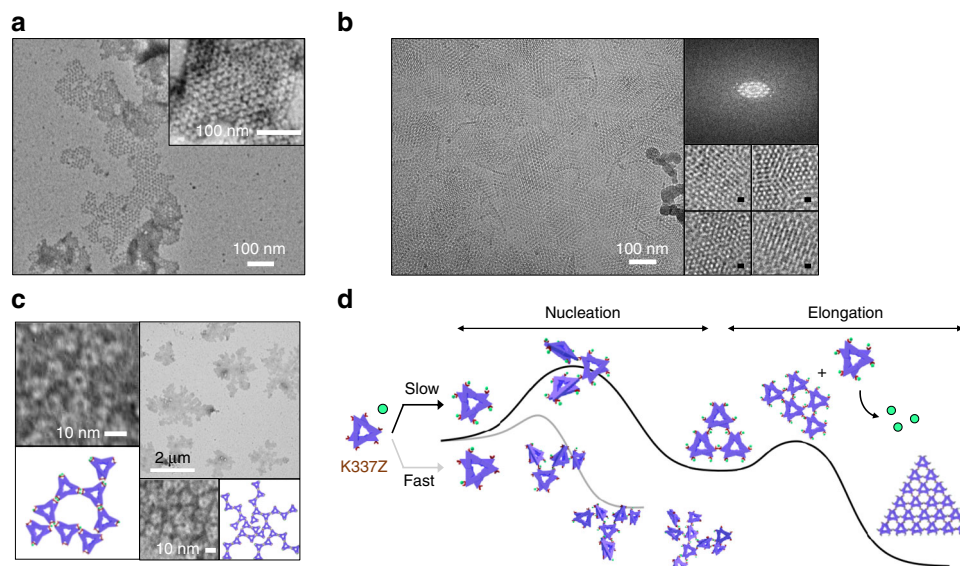 a
100 nm
100 nm
b
100 nm
c
10 nm
2 μm
10 nm
d
Nucleation
Elongation
Slow
+
K337Z
Fast